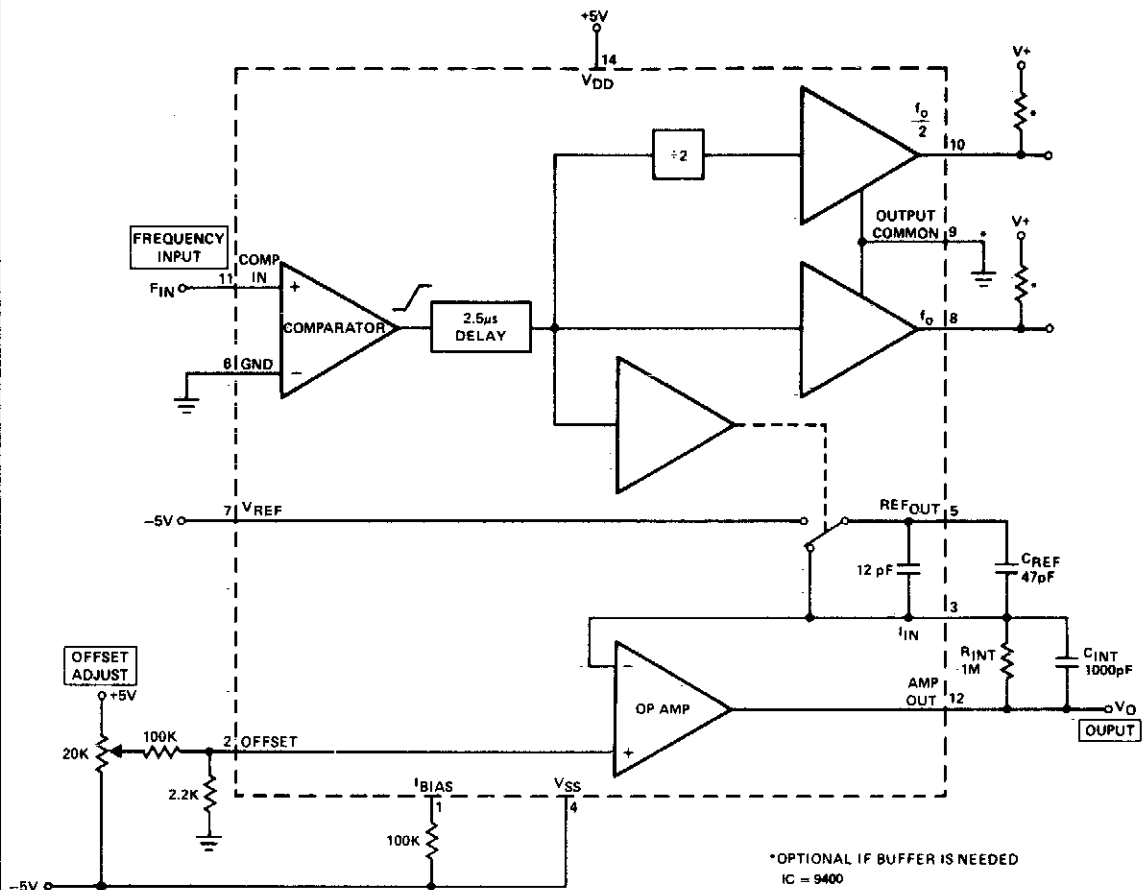 +5V
14
VDD
V+
*
fo
2
÷2
10
OUTPUT
COMMON
9
*
V+
*
FREQUENCY
INPUT
COMP
IN
11
FIN
+
COMPARATOR
2.5µs
DELAY
fo
8
6
GND
−
7
VREF
−5V
REFOUT
5
12 pF
CREF
47pF
3
IIN
RINT
1M
CINT
1000pF
OFFSET
ADJUST
+5V
−
OP AMP
+
AMP
OUT
12
VO
OUPUT
20K
100K
2
OFFSET
2.2K
IBIAS
1
VSS
4
100K
−5V
*OPTIONAL IF BUFFER IS NEEDED
IC = 9400